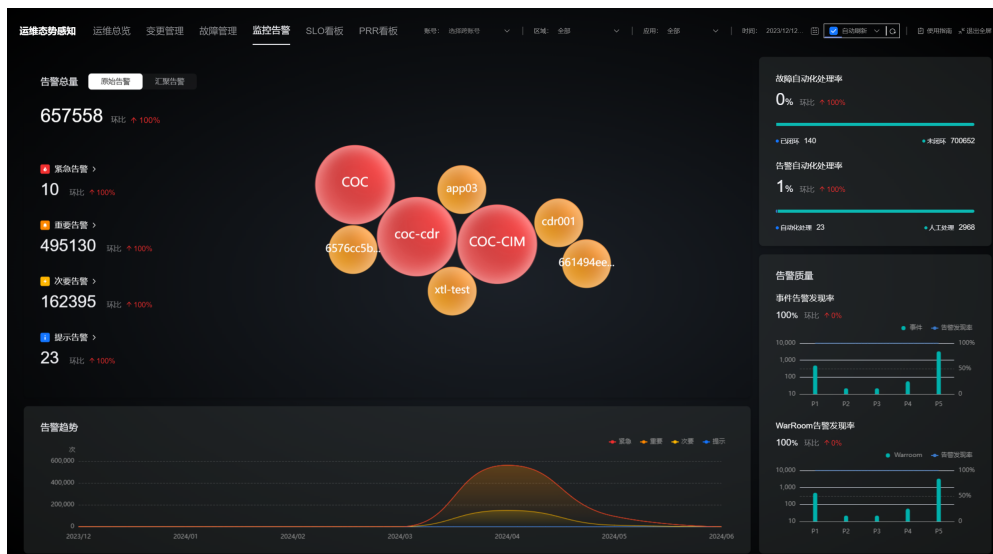 运维态势感知 运维总览 变更管理 故障管理 监控告警 SLO看板 PRR看板 账号: 选择跨账号 区域: 全部 应用: 全部 时间: 2023/12/12... 自动刷新 使用指南 退出全屏
告警总量 原始告警 汇聚告警
657558 环比 ↑ 100%
紧急告警 >
10 环比 ↑ 100%
重要告警 >
495130 环比 ↑ 100%
次要告警 >
162395 环比 ↑ 100%
提示告警 >
23 环比 ↑ 100%
COC
app03
coc-cdr
COC-CIM
cdr001
6576cc5b...
661494ee...
xtl-test
故障自动化处理率
0% 环比 ↑ 100%
已闭环 140 未闭环 700652
告警自动化处理率
1% 环比 ↑ 100%
自动化处理 23 人工处理 2968
告警质量
事件告警发现率
100% 环比 ↑ 0%
事件 告警发现率
10,000 100%
1,000
50%
100
10 0
P1 P2 P3 P4 P5
WarRoom告警发现率
100% 环比 ↑ 0%
Warroom 告警发现率
10,000 100%
1,000
50%
100
10 0
P1 P2 P3 P4 P5
告警趋势
紧急 重要 次要 提示
次
600,000
400,000
200,000
0
2023/12 2024/01 2024/02 2024/03 2024/04 2024/05 2024/06